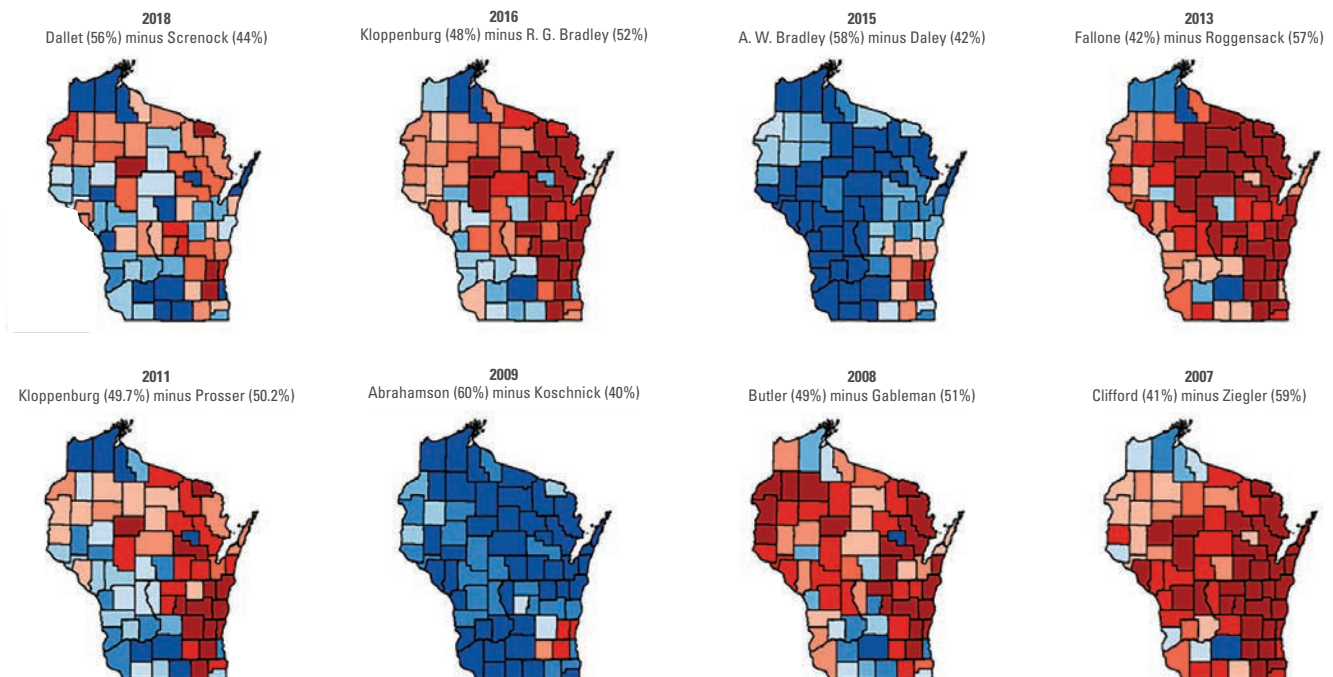 2018
Dallet (56%) minus Screnock (44%)
2016
Kloppenburg (48%) minus R. G. Bradley (52%)
2015
A. W. Bradley (58%) minus Daley (42%)
2013
Fallone (42%) minus Roggensack (57%)
2011
Kloppenburg (49.7%) minus Prosser (50.2%)
2009
Abrahamson (60%) minus Koschnick (40%)
2008
Butler (49%) minus Gableman (51%)
2007
Clifford (41%) minus Ziegler (59%)